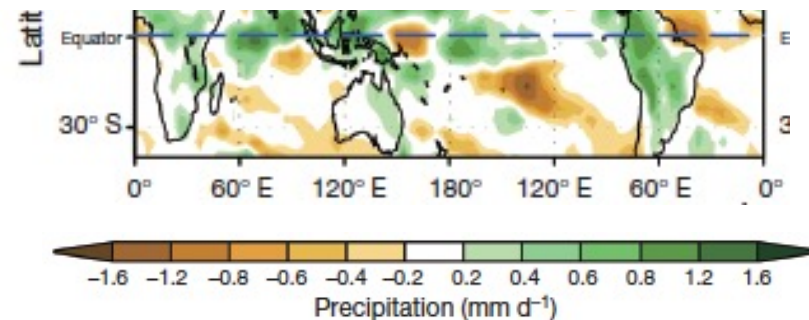 Latit
Equator
E
30° S
3
0° 60° E 120° E 180° 120° E 60° E 0°
−1.6 −1.2 −0.8 −0.6 −0.4 −0.2 0.2 0.4 0.6 0.8 1.2 1.6
Precipitation (mm d⁻¹)